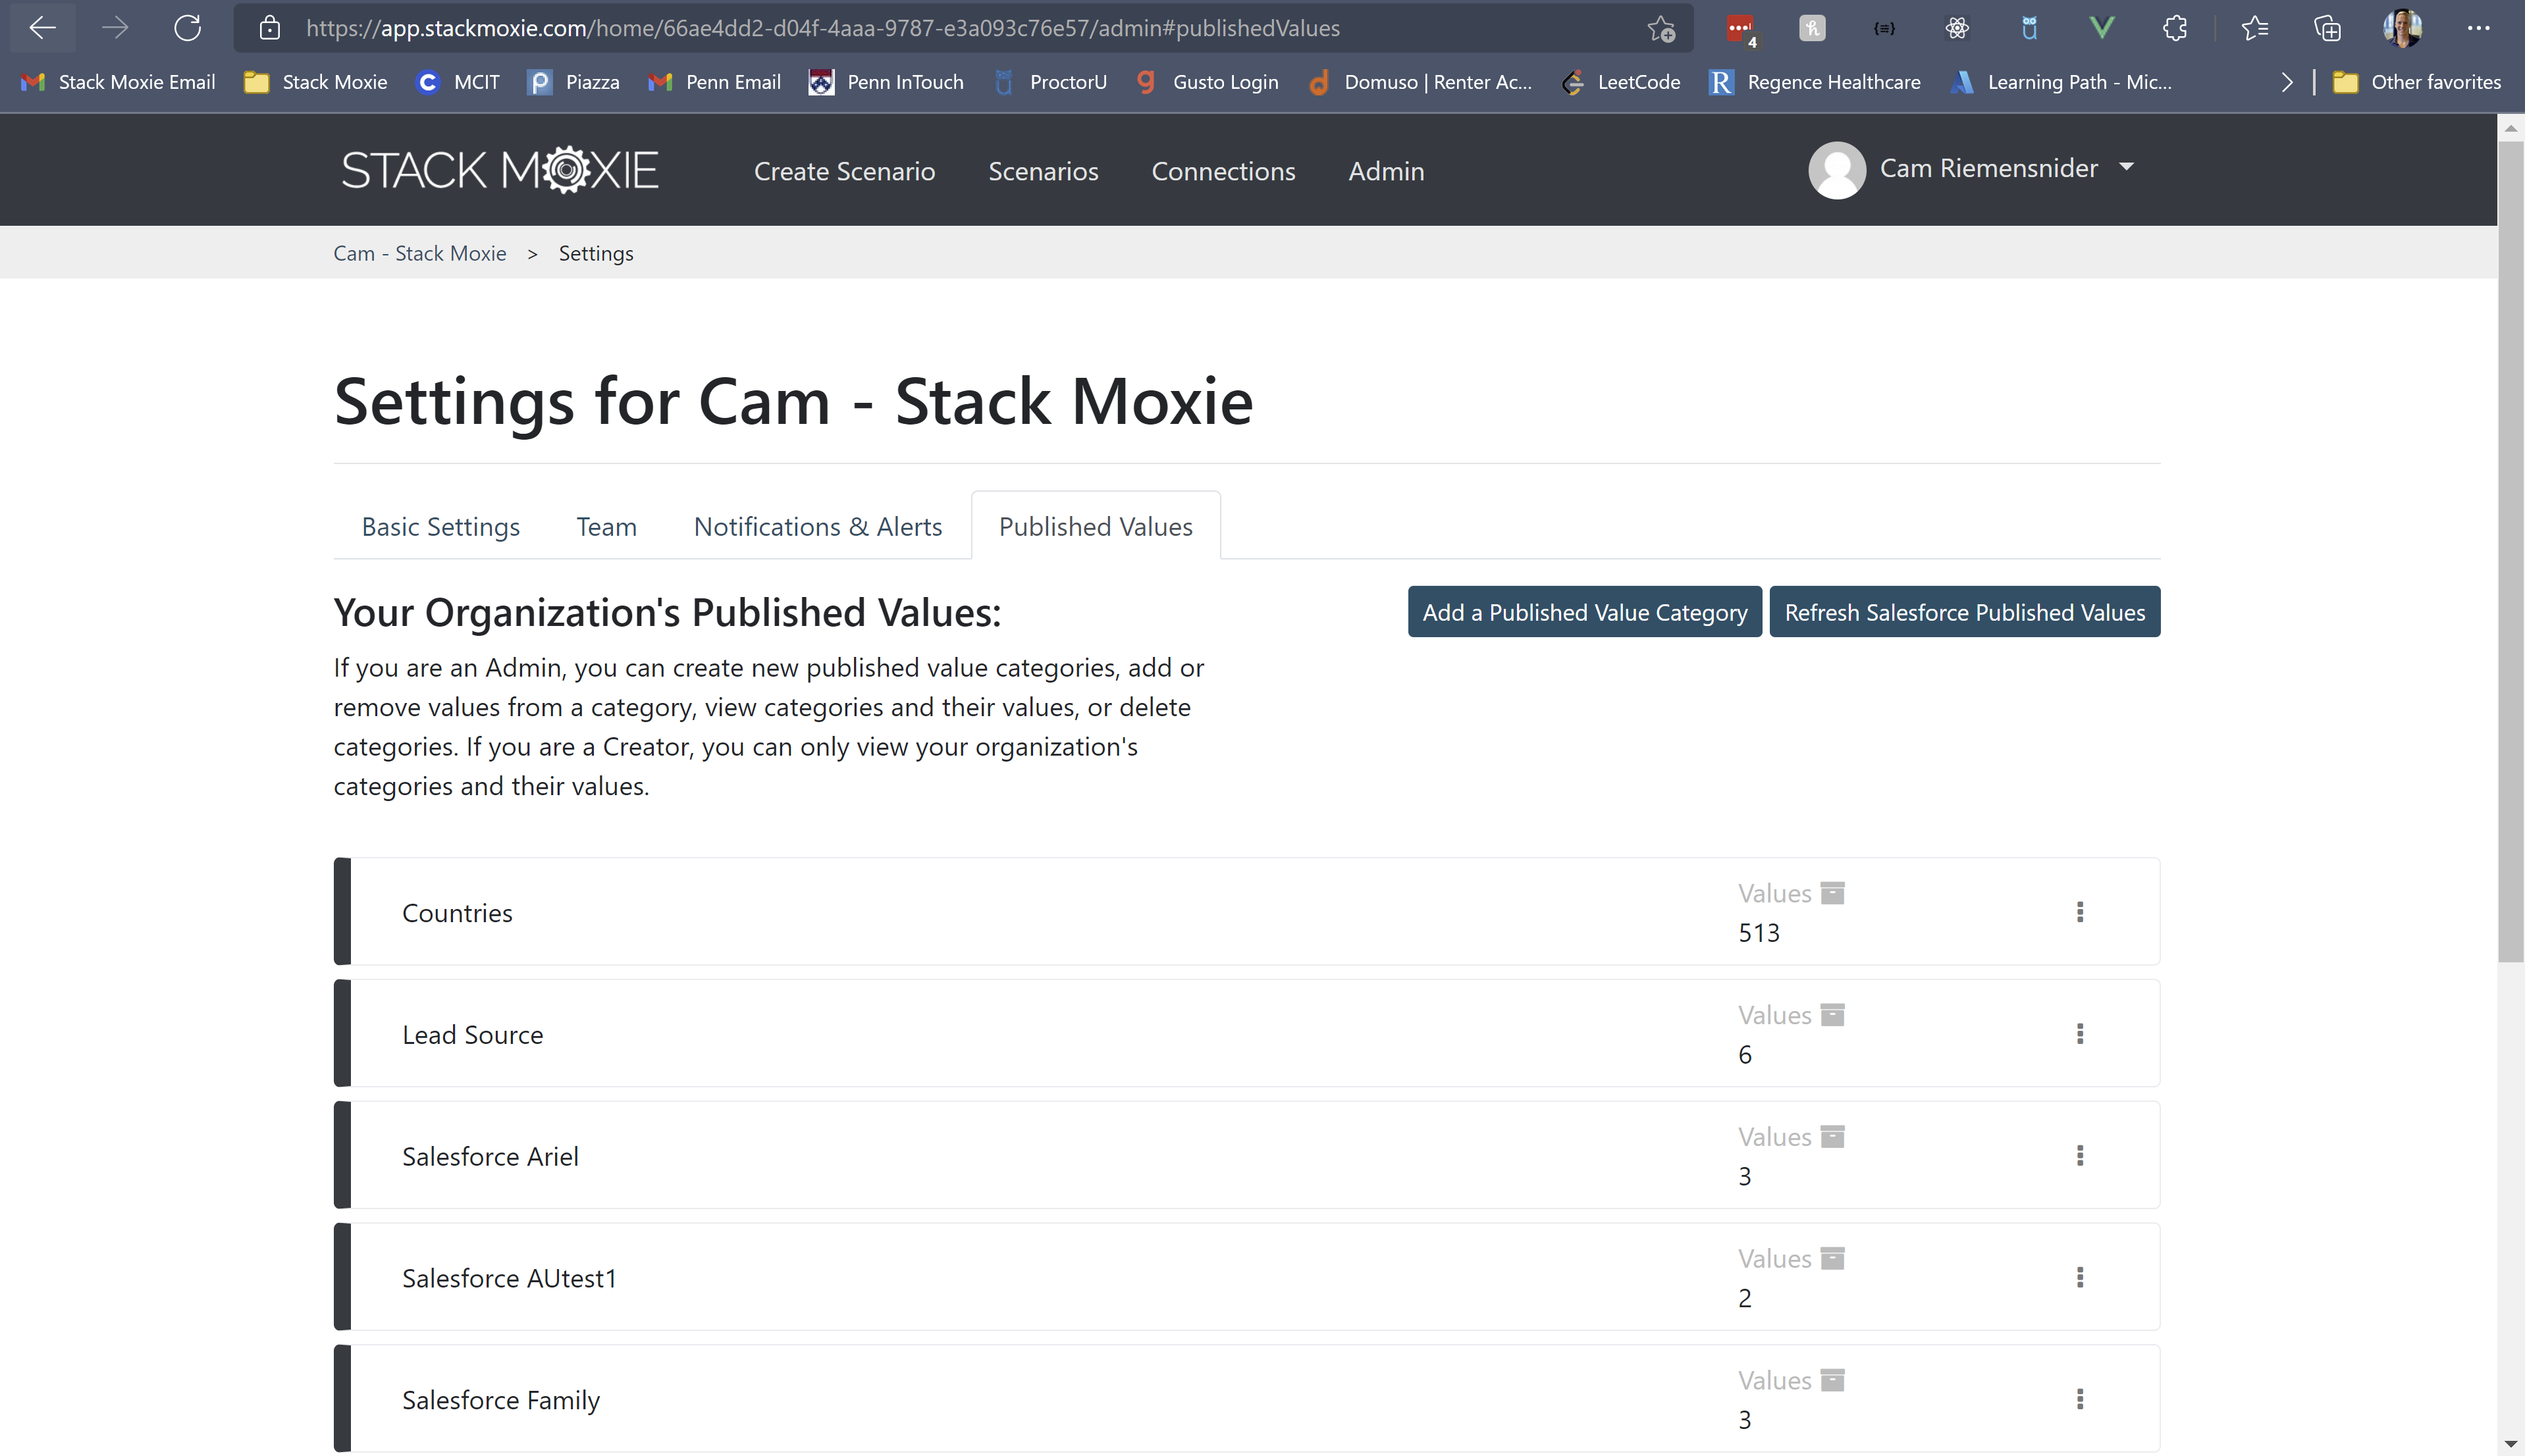 https://app.stackmoxie.com/home/66ae4dd2-d04f-4aaa-9787-e3a093c76e57/admin#publishedValues
4
Stack Moxie Email Stack Moxie MCIT Piazza Penn Email Penn InTouch ProctorU Gusto Login Domuso | Renter Ac... LeetCode Regence Healthcare Learning Path - Mic... Other favorites
STACK MOXIE Create Scenario Scenarios Connections Admin Cam Riemensnider
Cam - Stack Moxie > Settings
Settings for Cam - Stack Moxie
Basic Settings Team Notifications & Alerts Published Values
Your Organization's Published Values: Add a Published Value Category Refresh Salesforce Published Values
If you are an Admin, you can create new published value categories, add or
remove values from a category, view categories and their values, or delete
categories. If you are a Creator, you can only view your organization's
categories and their values.
Countries Values
513
Lead Source Values
6
Salesforce Ariel Values
3
Salesforce AUtest1 Values
2
Salesforce Family Values
3